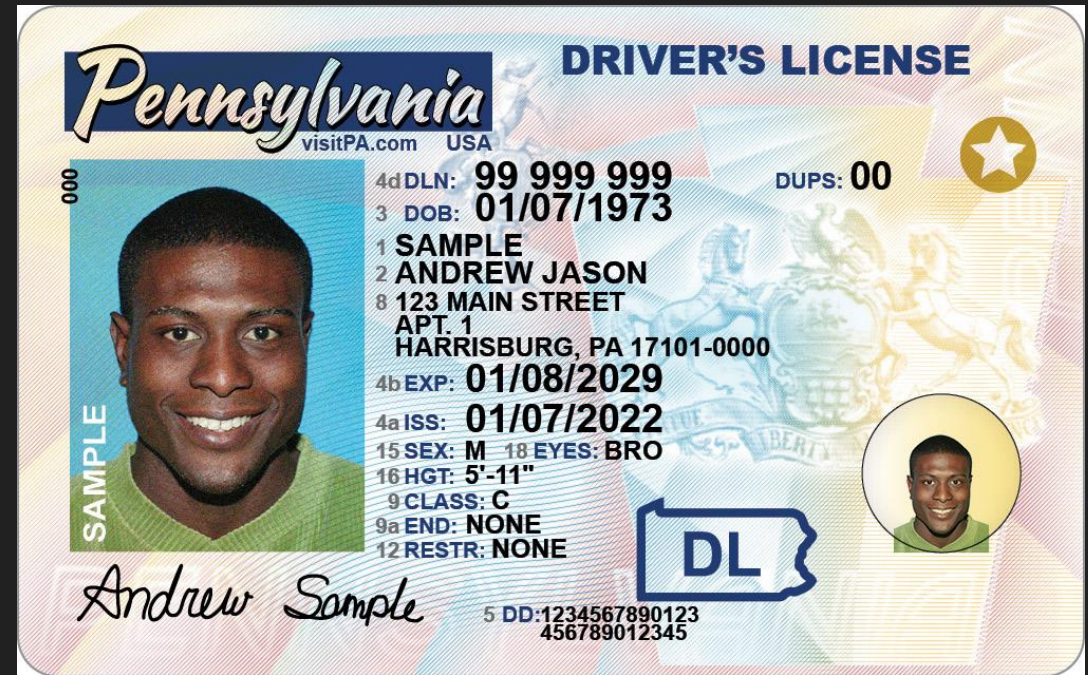 Pennsylvania
visitPA.com USA
DRIVER'S LICENSE
000
4d DLN: 99 999 999 DUPS: 00
3 DOB: 01/07/1973
1 SAMPLE
2 ANDREW JASON
8 123 MAIN STREET
APT. 1
HARRISBURG, PA 17101-0000
4b EXP: 01/08/2029
4a ISS: 01/07/2022
15 SEX: M 18 EYES: BRO
16 HGT: 5'-11"
9 CLASS: C
9a END: NONE
12 RESTR: NONE
SAMPLE
DL
Andrew Sample
5 DD:1234567890123
456789012345